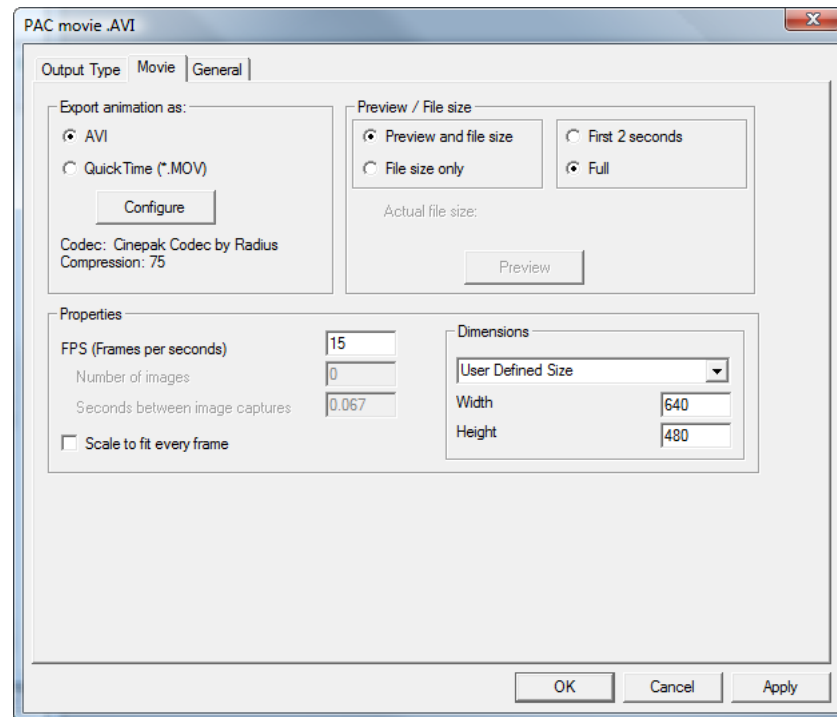 PAC movie .AVI
Output Type Movie General
Export animation as:
AVI
QuickTime (*.MOV)
Configure
Codec: Cinepak Codec by Radius
Compression: 75
Preview / File size
Preview and file size
File size only
First 2 seconds
Full
Actual file size:
Preview
Properties
FPS (Frames per seconds) 15
Number of images 0
Seconds between image captures 0.067
Scale to fit every frame
Dimensions
User Defined Size
Width 640
Height 480
OK Cancel Apply